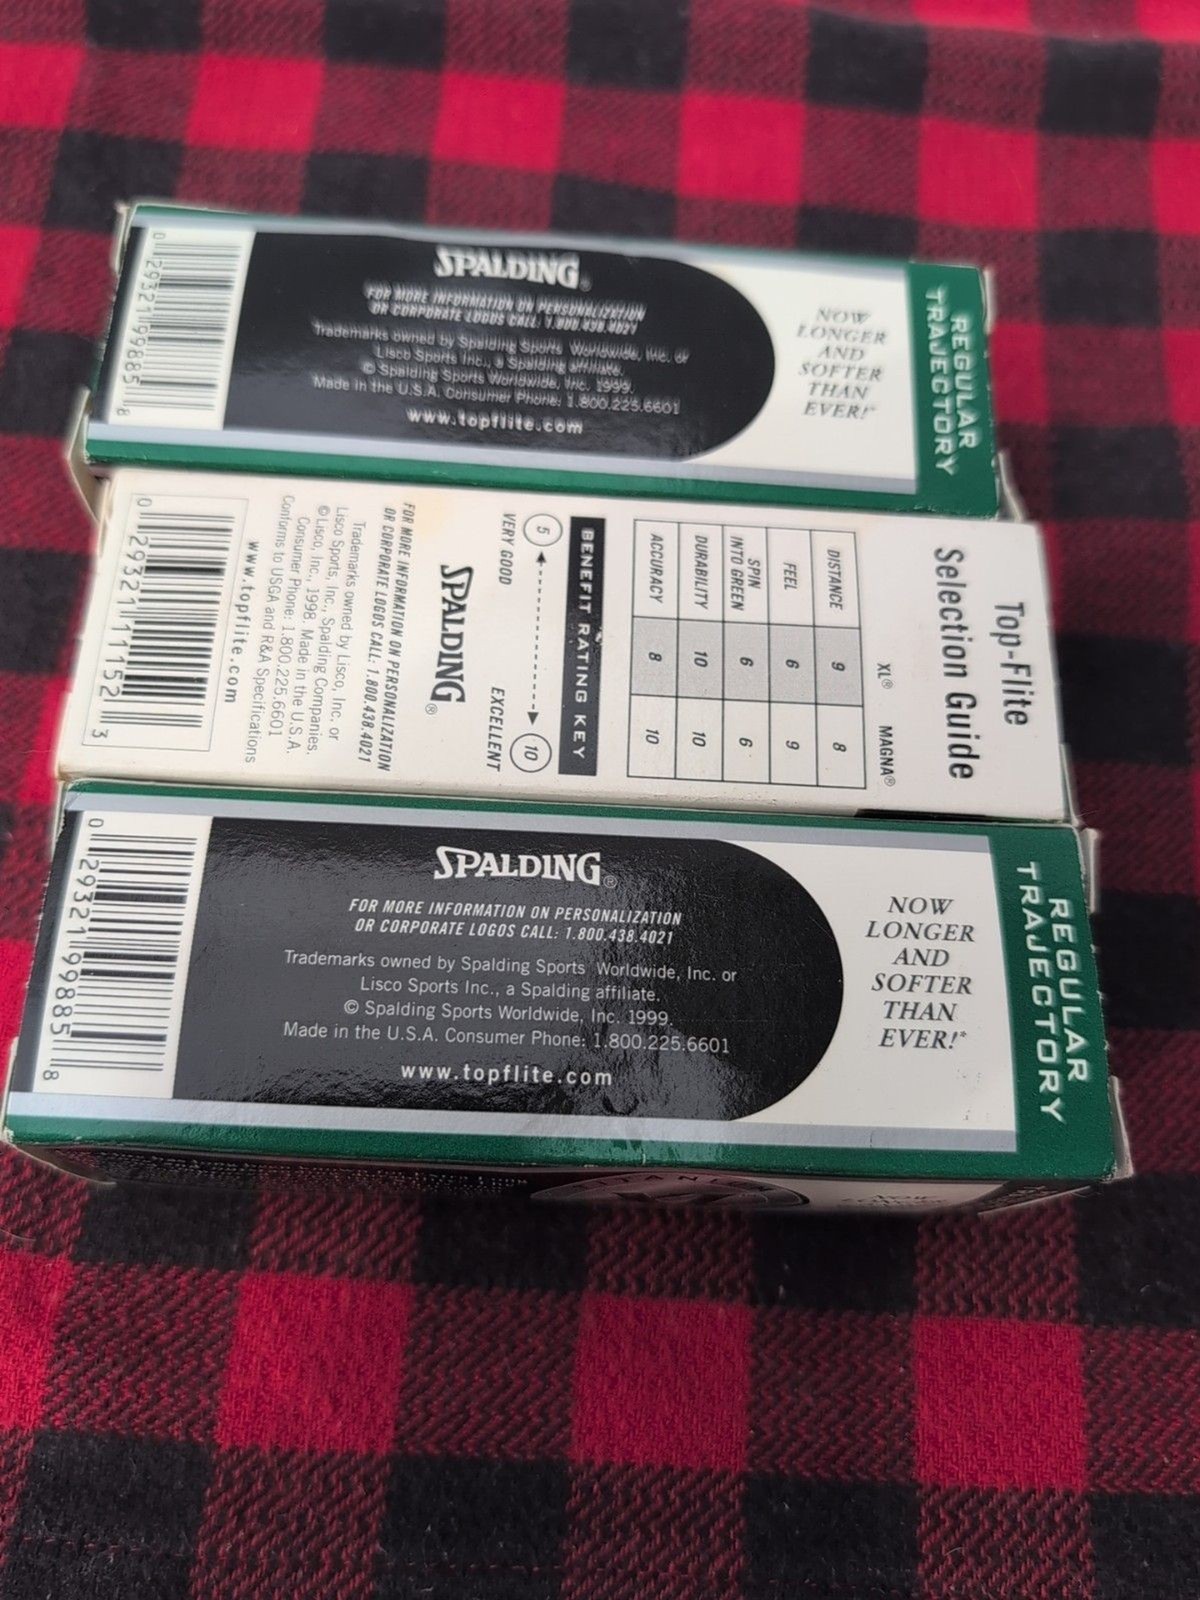 SPALDING®
FOR MORE INFORMATION ON PERSONALIZATION
OR CORPORATE LOGOS CALL: 1.800.438.4021
Trademarks owned by Spalding Sports Worldwide, Inc. or
Lisco Sports Inc., a Spalding affiliate.
© Spalding Sports Worldwide, Inc. 1999.
Made in the U.S.A. Consumer Phone: 1.800.225.6601
www.topflite.com
0 29321 99885 8
NOW
LONGER
AND
SOFTER
THAN
EVER!*
REGULAR
TRAJECTORY
Top-Flite
Selection Guide
XL® MAGNA®
DISTANCE 9 8
FEEL 6 9
SPIN
INTO GREEN 6 6
DURABILITY 10 10
ACCURACY 8 10
BENEFIT RATING KEY
5 10
VERY GOOD EXCELLENT
SPALDING®
FOR MORE INFORMATION ON PERSONALIZATION
OR CORPORATE LOGOS CALL: 1.800.438.4021
Trademarks owned by Lisco, Inc. or
Lisco Sports, Inc., Spalding Companies.
© Lisco, Inc., 1998. Made in the U.S.A.
Consumer Phone: 1.800.225.6601
Conforms to USGA and R&A Specifications
www.topflite.com
0 29321 11152 3
SPALDING®
FOR MORE INFORMATION ON PERSONALIZATION
OR CORPORATE LOGOS CALL: 1.800.438.4021
Trademarks owned by Spalding Sports Worldwide, Inc. or
Lisco Sports Inc., a Spalding affiliate.
© Spalding Sports Worldwide, Inc. 1999.
Made in the U.S.A. Consumer Phone: 1.800.225.6601
www.topflite.com
0 29321 99885 8
NOW
LONGER
AND
SOFTER
THAN
EVER!*
REGULAR
TRAJECTORY